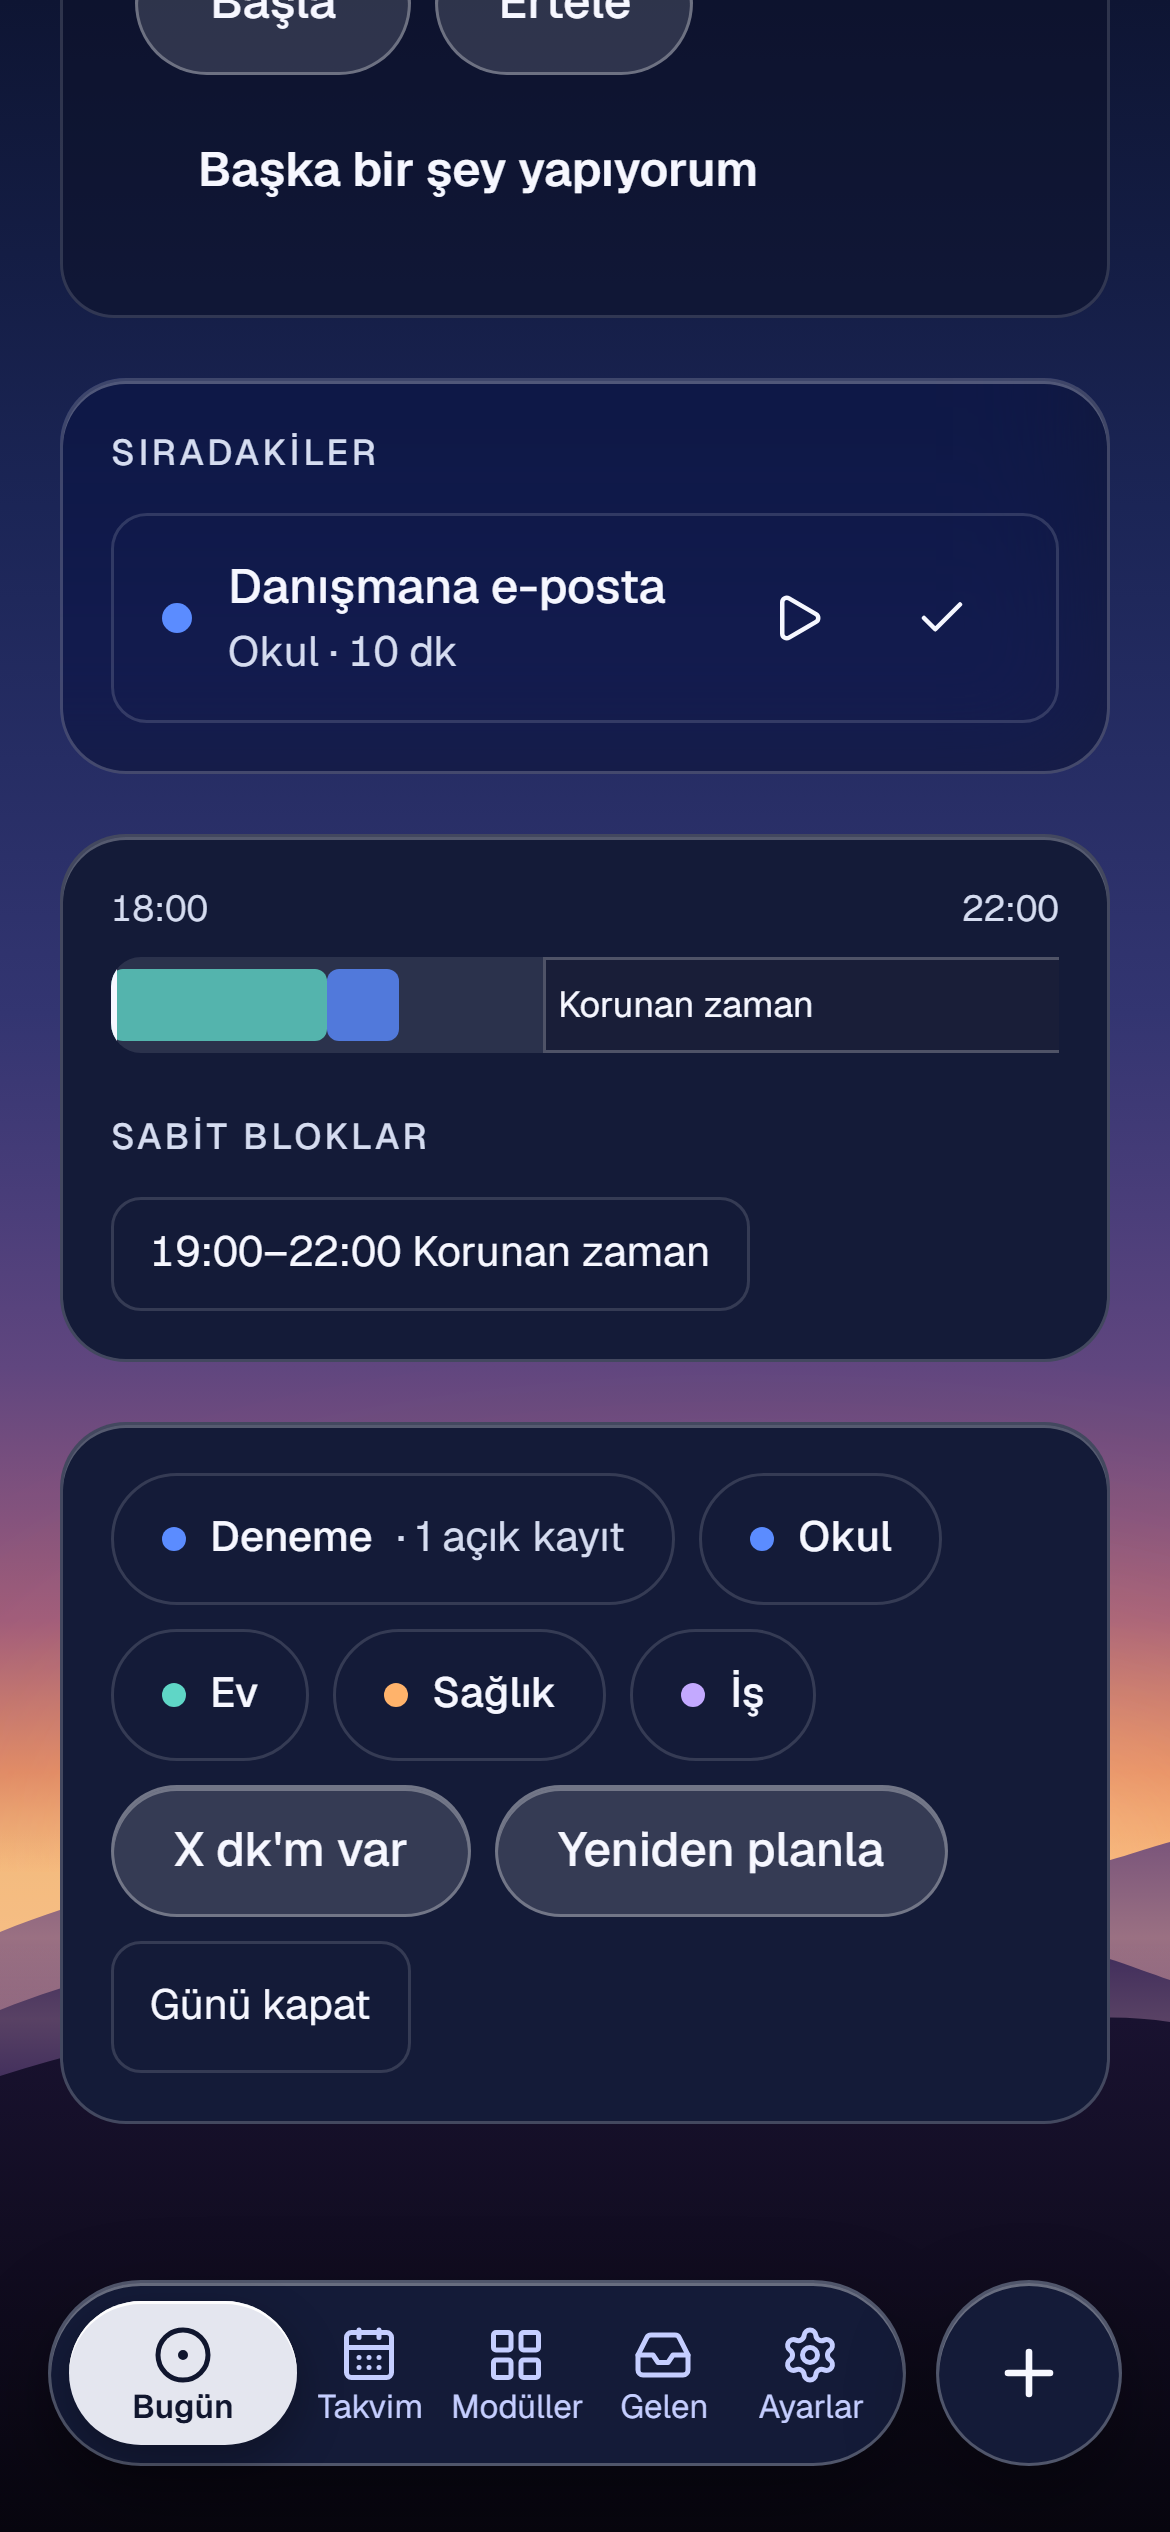 Başla
Ertele
Başka bir şey yapıyorum
SIRADAKİLER
Danışmana e-posta
Okul · 10 dk
18:00
22:00
Korunan zaman
SABİT BLOKLAR
19:00–22:00 Korunan zaman
Deneme · 1 açık kayıt
Okul
Ev
Sağlık
İş
X dk'm var
Yeniden planla
Günü kapat
Bugün
Takvim
Modüller
Gelen
Ayarlar